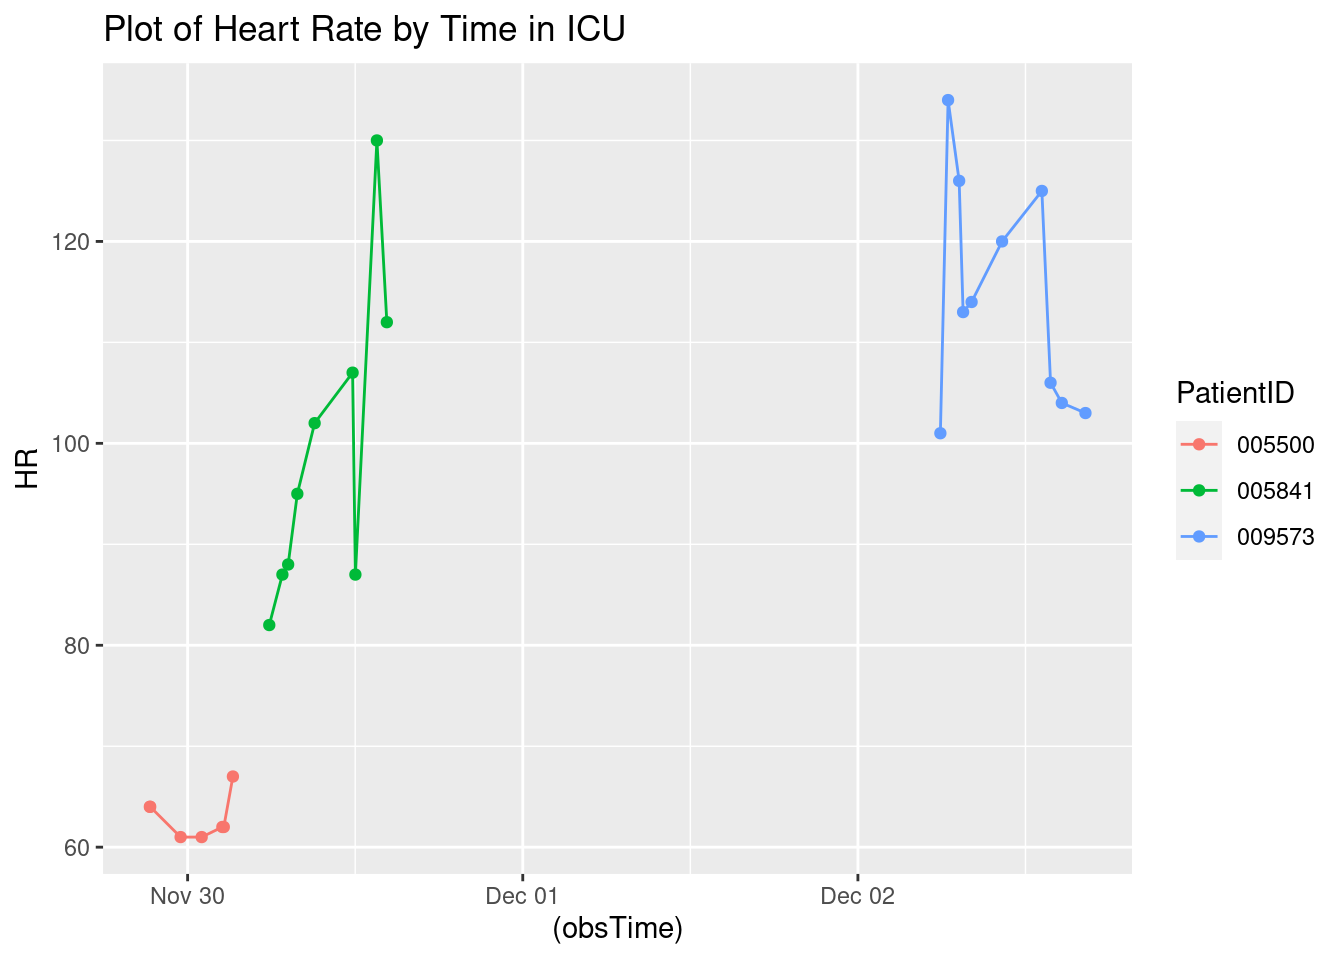 Plot of Heart Rate by Time in ICU
120
100
80
60
HR
Nov 30
Dec 01
Dec 02
(obsTime)
PatientID
005500
005841
009573